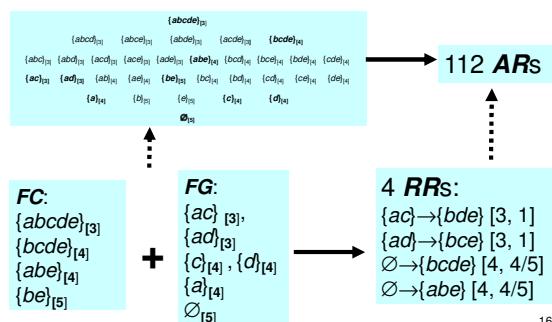 {abcde}[3]
{abcd}[3] {abce}[3] {abde}[3] {acde}[3] {bcde}[4]
{abc}[3] {abd}[3] {acd}[3] {ace}[3] {ade}[3] {abe}[4] {bcd}[4] {bce}[4] {bde}[4] {cde}[4]
{ac}[3] {ad}[3] {ab}[4] {ae}[4] {be}[5] {bc}[4] {bd}[4] {cd}[4] {ce}[4] {de}[4]
{a}[4] {b}[5] {e}[5] {c}[4] {d}[4]
Ø[5]
112 ARs
FC:
{abcde}[3]
{bcde}[4]
{abe}[4]
{be}[5]
+
FG:
{ac} [3],
{ad}[3]
{c}[4] , {d}[4]
{a}[4]
Ø[5]
4 RRs:
{ac}→{bde} [3, 1]
{ad}→{bce} [3, 1]
Ø→{bcde} [4, 4/5]
Ø→{abe} [4, 4/5]
16